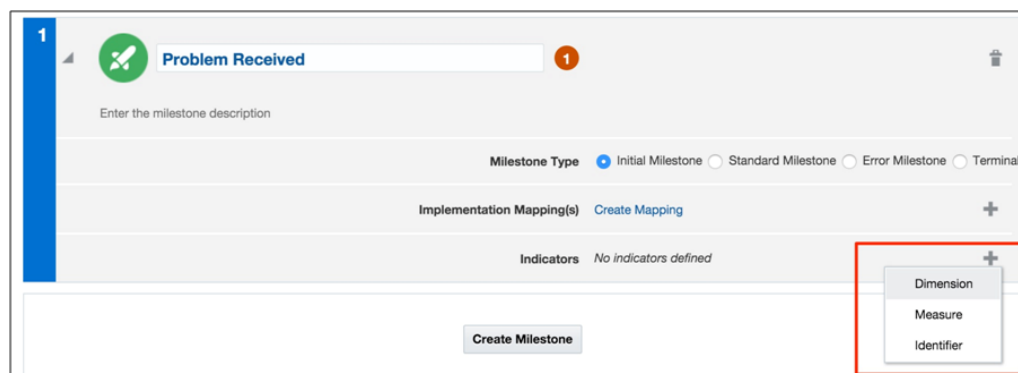 1
Problem Received 1
Enter the milestone description
Milestone Type Initial Milestone Standard Milestone Error Milestone Termina
Implementation Mapping(s) Create Mapping
Indicators No indicators defined
Dimension
Measure
Create Milestone
Identifier